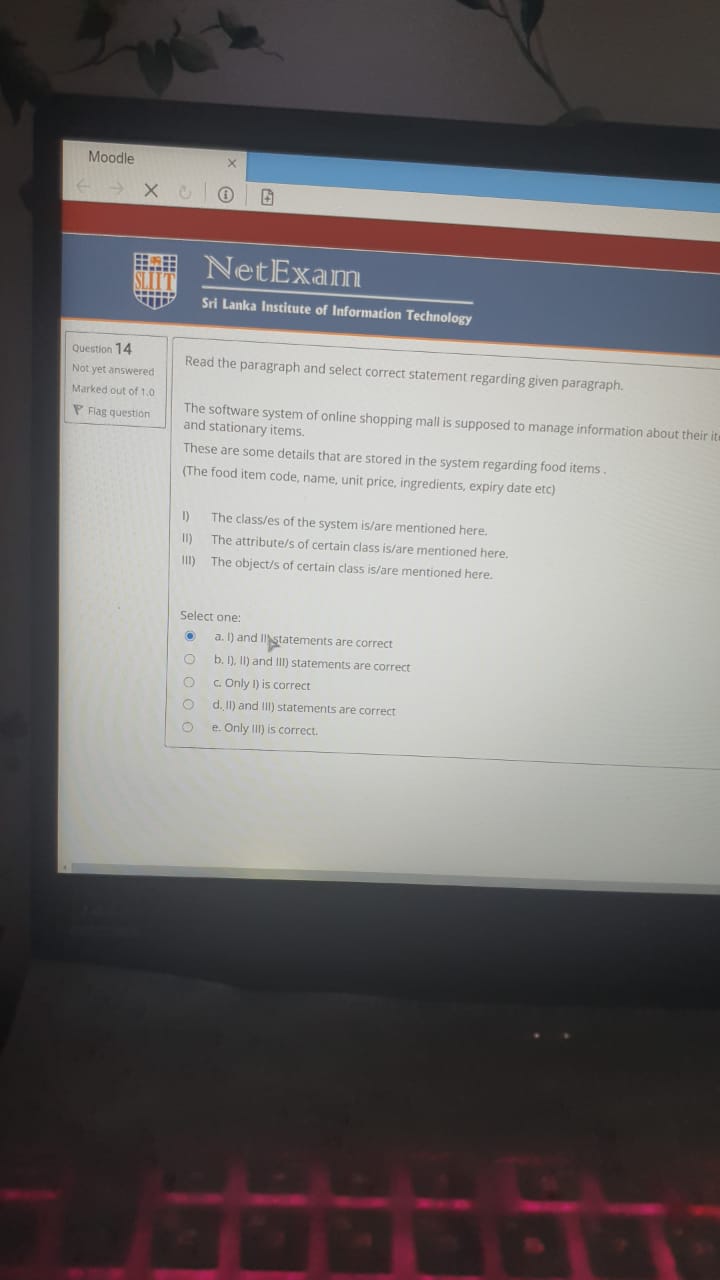 Moodle
NetExam
SLIIT
Sri Lanka Institute of Information Technology
Question 14
Not yet answered
Marked out of 1.0
Flag question
Read the paragraph and select correct statement regarding given paragraph.
The software system of online shopping mall is supposed to manage information about their
and stationary items.
These are some details that are stored in the system regarding food items .
(The food item code, name, unit price, ingredients, expiry date etc)
I) The class/es of the system is/are mentioned here.
II) The attribute/s of certain class is/are mentioned here.
III) The object/s of certain class is/are mentioned here.
Select one:
a. I) and II) statements are correct
b. I), II) and III) statements are correct
c. Only I) is correct
d. II) and III) statements are correct
e. Only III) is correct.